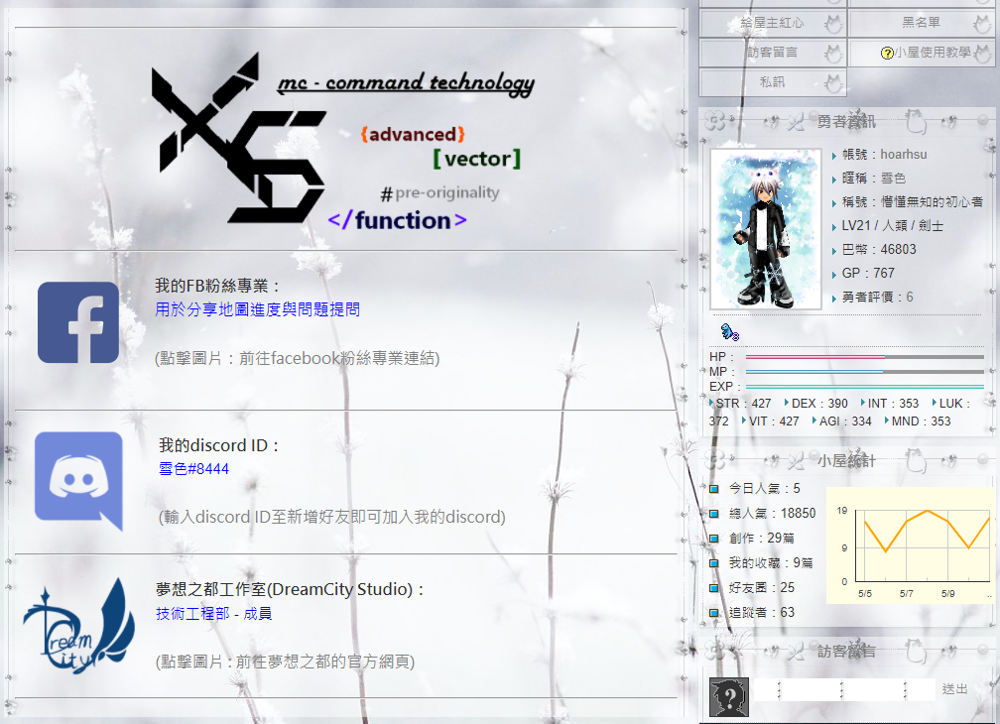 mc - command technology
{advanced}
[vector]
#pre-originality
</function>
我的FB粉絲專業：
用於分享地圖進度與問題提問
(點擊圖片：前往facebook粉絲專業連結)
我的discord ID：
雪色#8444
(輸入discord ID至新增好友即可加入我的discord)
Dream City
夢想之都工作室(DreamCity Studio)：
技術工程部 - 成員
(點擊圖片 : 前往夢想之都的官方網頁)
給屋主紅心
黑名單
訪客留言
?小屋使用教學
私訊
勇者資訊
帳號：hoarhsu
暱稱：雪色
稱號：懵懂無知的初心者
LV21 / 人類 / 劍士
巴幣：46803
GP：767
勇者評價：6
3
HP：
MP：
EXP：
STR：427 DEX：390 INT：353 LUK：
372 VIT：427 AGI：334 MND：353
小屋統計
今日人氣：5
總人氣：18850
創作：29篇
我的收藏：9篇
好友圈：25
追蹤者：63
19
9
0
5/5 5/7 5/9 ..
訪客留言
?
送出